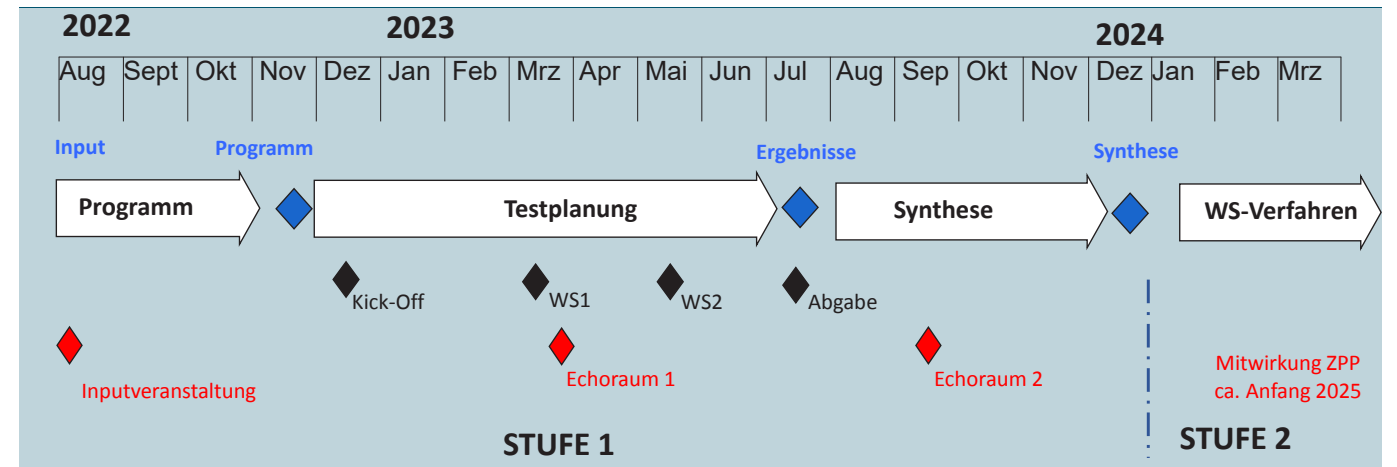 2022 2023 2024
Aug Sept Okt Nov Dez Jan Feb Mrz Apr Mai Jun Jul Aug Sep Okt Nov Dez Jan Feb Mrz
Input Programm Ergebnisse Synthese
Programm Testplanung Synthese WS-Verfahren
Kick-Off WS1 WS2 Abgabe
Inputveranstaltung Echoraum 1 Echoraum 2 Mitwirkung ZPP
ca. Anfang 2025
STUFE 1 STUFE 2